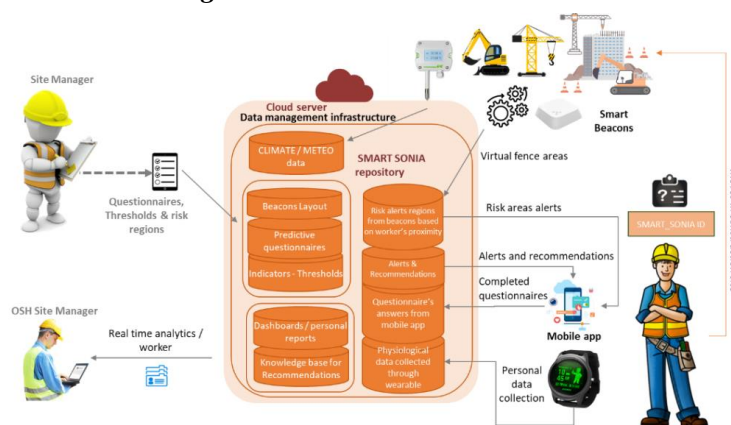 Site Manager
Questionnaires,
Thresholds & risk
regions
OSH Site Manager
Real time analytics /
worker
Cloud server
Data management infrastructure
CLIMATE / METEO
data
SMART SONIA
repository
Beacons Layout
Predictive
questionnaires
Indicators - Thresholds
Dashboards / personal
reports
Knowledge base for
Recommendations
Risk alerts regions
from beacons based
on worker's proximity
Alerts &
Recommendations
Questionnaire's
answers from
mobile app
Physiological
data collected
through
wearable
Smart
Beacons
Virtual fence areas
Risk areas alerts
Alerts and recommendations
Completed
questionnaires
Mobile app
Personal
data
collection
SMART_SONIA ID